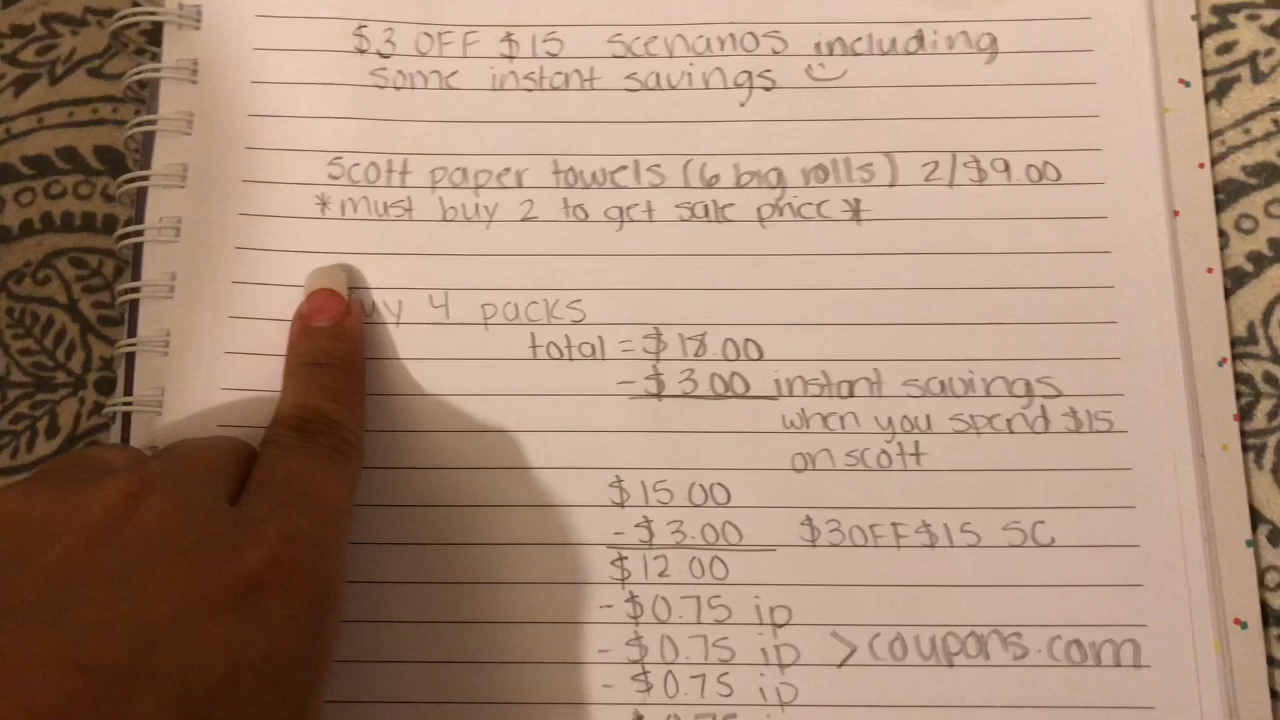 $3 OFF $15 scenarios including
some instant savings
Scott paper towels (6 big rolls) 2/$9.00
*must buy 2 to get sale price*
uy 4 packs
total = $18.00
- $3.00 instant savings
when you spend $15
on scott
$15.00
- $3.00 $3OFF$15 SC
$12.00
- $0.75 ip
- $0.75 ip >coupons.com
- $0.75 ip